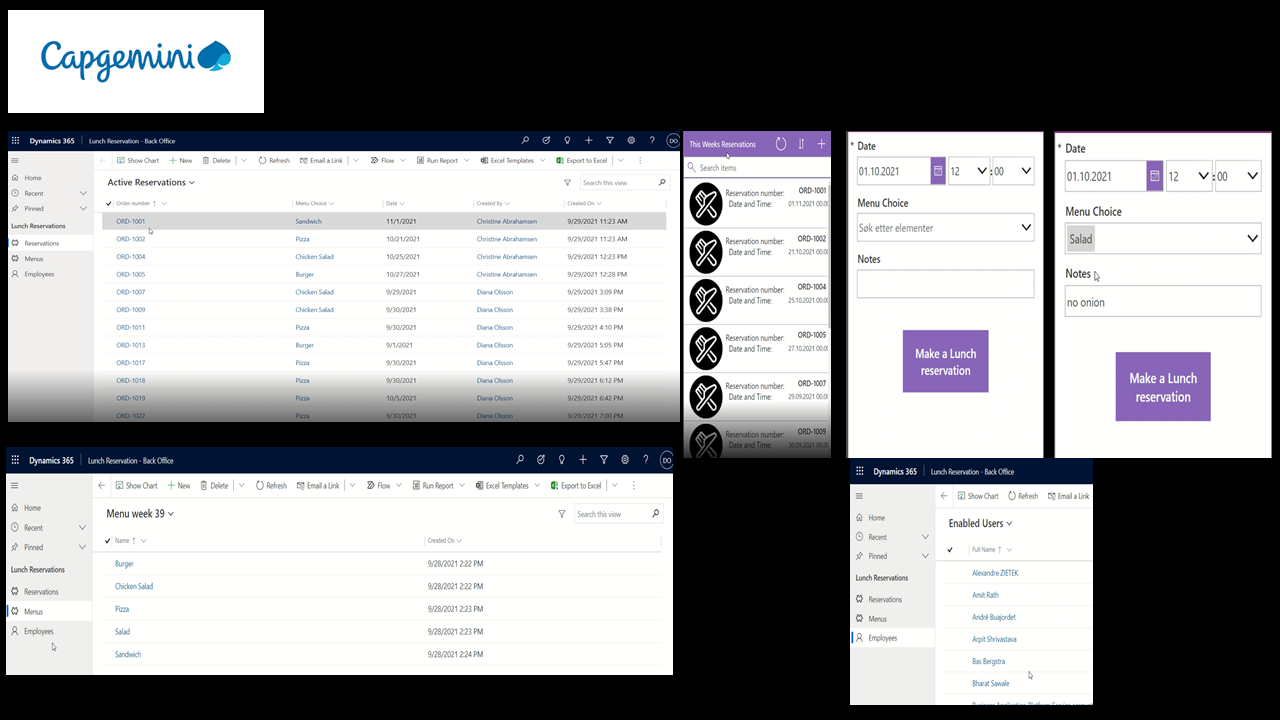 Capgemini
Dynamics 365 Lunch Reservation - Back Office DO
Show Chart New Delete Refresh Email a Link Flow Run Report Excel Templates Export to Excel
Home
Recent
Pinned
Lunch Reservations
Reservations
Menus
Employees
Active Reservations Search this view
Order number Menu Choice Date Created By Created On
ORD-1001 Sandwich 11/1/2021 Christine Abrahamsen 9/29/2021 11:23 AM
ORD-1002 Pizza 10/21/2021 Christine Abrahamsen 9/29/2021 11:23 AM
ORD-1004 Chicken Salad 10/25/2021 Christine Abrahamsen 9/29/2021 12:23 PM
ORD-1005 Burger 10/27/2021 Christine Abrahamsen 9/29/2021 12:28 PM
ORD-1007 Chicken Salad 9/29/2021 Diana Olsson 9/29/2021 3:09 PM
ORD-1009 Chicken Salad 9/30/2021 Diana Olsson 9/29/2021 3:38 PM
ORD-1011 Pizza 9/30/2021 Diana Olsson 9/29/2021 4:10 PM
ORD-1013 Burger 9/1/2021 Diana Olsson 9/29/2021 5:05 PM
ORD-1017 Pizza 9/30/2021 Diana Olsson 9/29/2021 5:47 PM
ORD-1018 Pizza 9/30/2021 Diana Olsson 9/29/2021 6:12 PM
ORD-1019 Pizza 10/5/2021 Diana Olsson 9/29/2021 6:42 PM
ORD-1022 Pizza 9/30/2021 Diana Olsson 9/29/2021 7:00 PM
This Weeks Reservations
Search items
Reservation number: ORD-1001
Date and Time: 01.11.2021 00.00
Reservation number: ORD-1002
Date and Time: 21.10.2021 00.00
Reservation number: ORD-1004
Date and Time: 25.10.2021 00.00
Reservation number: ORD-1005
Date and Time: 27.10.2021 00.00
Reservation number: ORD-1007
Date and Time: 29.09.2021 00.00
Reservation number: ORD-1009
Date and Time: 30.09.2021 00.00
* Date
01.10.2021 12 : 00
Menu Choice
Søk etter elementer
Notes
Make a Lunch
reservation
* Date
01.10.2021 12 : 00
Menu Choice
Salad
Notes
no onion
Make a Lunch
reservation
Dynamics 365 Lunch Reservation - Back Office DO
Show Chart New Delete Refresh Email a Link Flow Run Report Excel Templates Export to Excel
Home
Recent
Pinned
Lunch Reservations
Reservations
Menus
Employees
Menu week 39 Search this view
Name Created On
Burger 9/28/2021 2:22 PM
Chicken Salad 9/28/2021 2:22 PM
Pizza 9/28/2021 2:23 PM
Salad 9/28/2021 2:23 PM
Sandwich 9/28/2021 2:24 PM
Dynamics 365 Lunch Reservation - Back Office
Show Chart Refresh Email a Link
Home
Recent
Pinned
Lunch Reservations
Reservations
Menus
Employees
Enabled Users
Full Name
Alexandre ZIETEK
Amit Rath
André Buajordet
Arpit Shrivastava
Bas Bergstra
Bharat Sawale